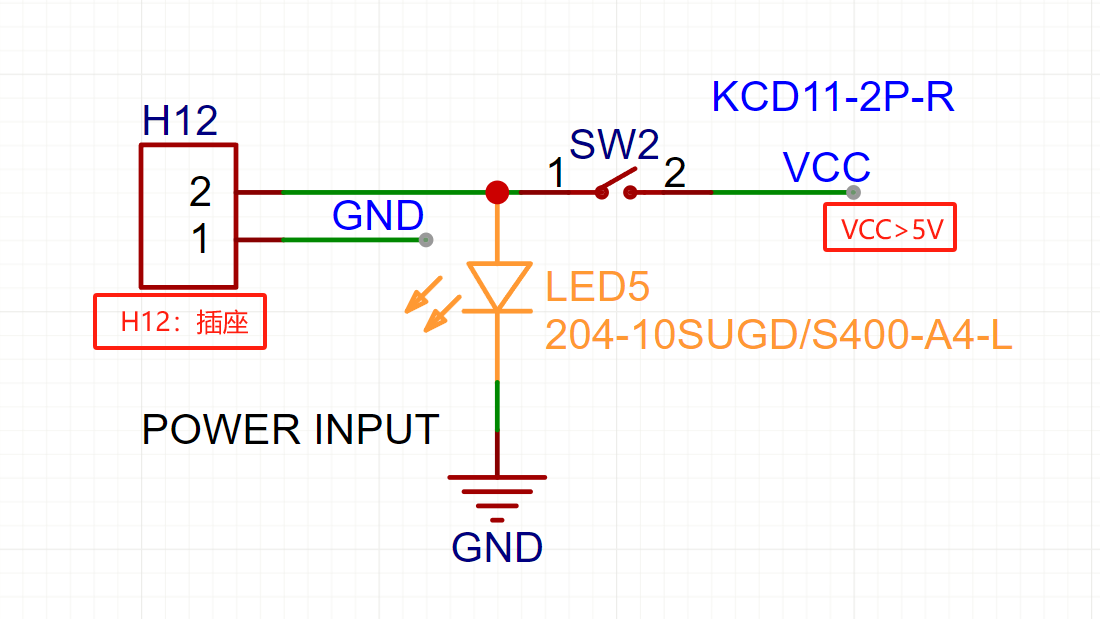 KCD11-2P-R
H12
SW2
1
2
VCC
2
GND
1
VCC>5V
LED5
H12：插座
204-10SUGD/S400-A4-L
POWER INPUT
GND